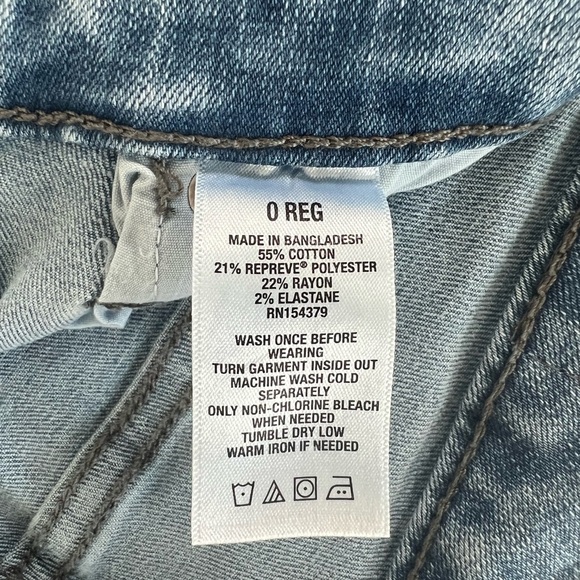 0 REG
MADE IN BANGLADESH
55% COTTON
21% REPREVE® POLYESTER
22% RAYON
2% ELASTANE
RN154379
WASH ONCE BEFORE
WEARING
TURN GARMENT INSIDE OUT
MACHINE WASH COLD
SEPARATELY
ONLY NON-CHLORINE BLEACH
WHEN NEEDED
TUMBLE DRY LOW
WARM IRON IF NEEDED